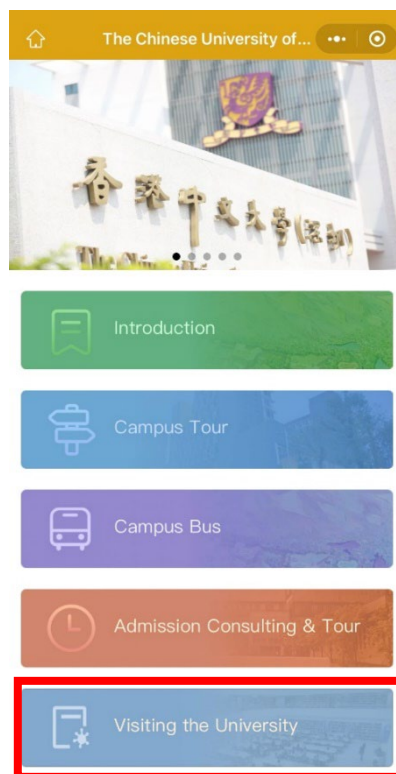 The Chinese University of...
香港中文大學(深圳)
Introduction
Campus Tour
Campus Bus
Admission Consulting & Tour
Visiting the University